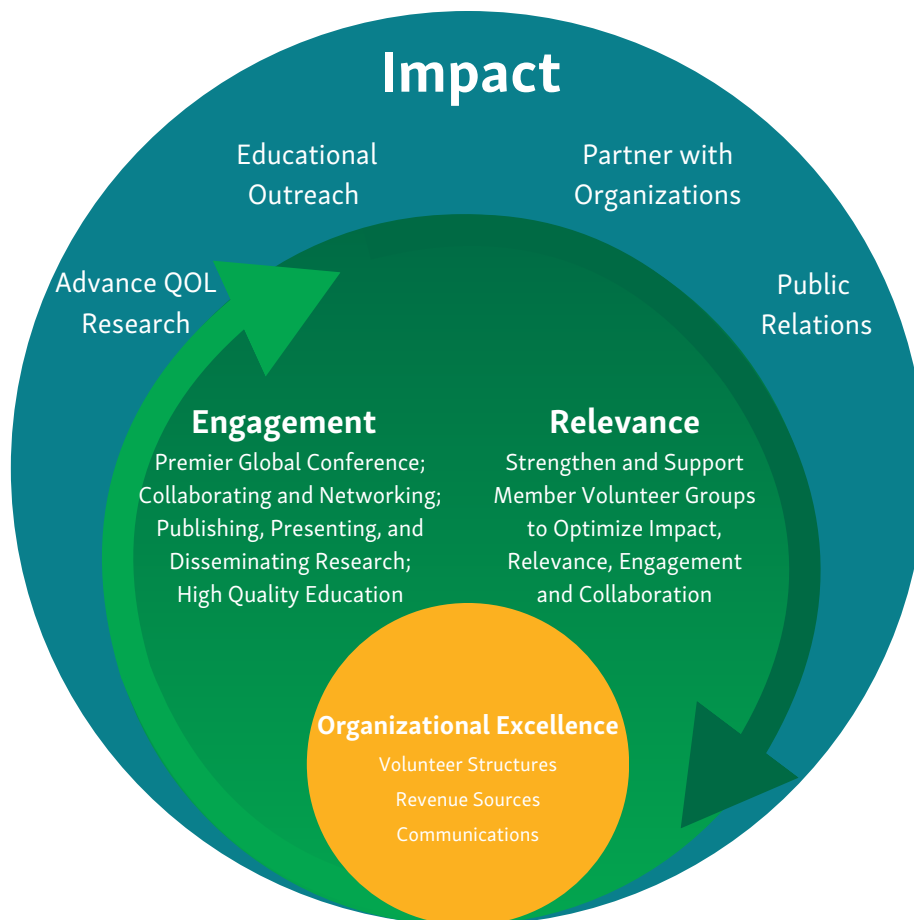 Impact
Educational
Outreach
Partner with
Organizations
Advance QOL
Research
Public
Relations
Engagement
Premier Global Conference;
Collaborating and Networking;
Publishing, Presenting, and
Disseminating Research;
High Quality Education
Relevance
Strengthen and Support
Member Volunteer Groups
to Optimize Impact,
Relevance, Engagement
and Collaboration
Organizational Excellence
Volunteer Structures
Revenue Sources
Communications